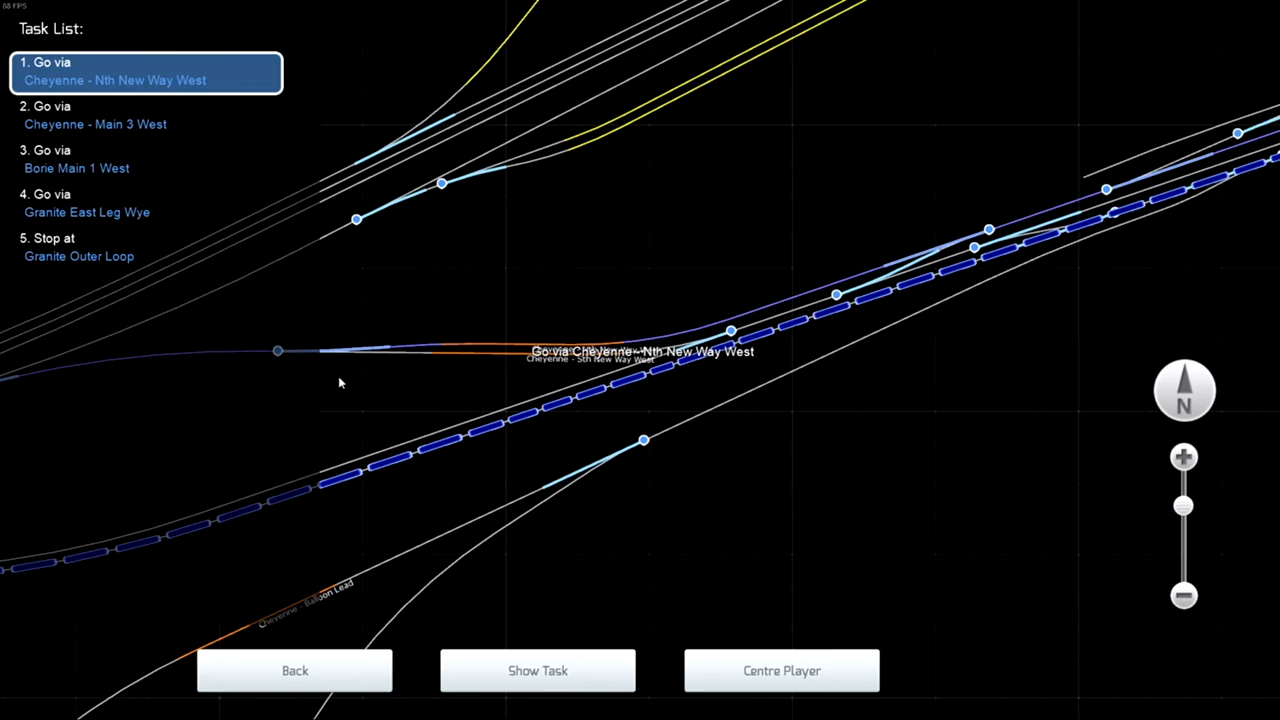 88 FPS
Task List:
1. Go via
Cheyenne - Nth New Way West
2. Go via
Cheyenne - Main 3 West
3. Go via
Borie Main 1 West
4. Go via
Granite East Leg Wye
5. Stop at
Granite Outer Loop
Go via Cheyenne - Nth New Way West
Cheyenne - Sth New Way West
N
Cheyenne - Balloon Lead
Back
Show Task
Centre Player